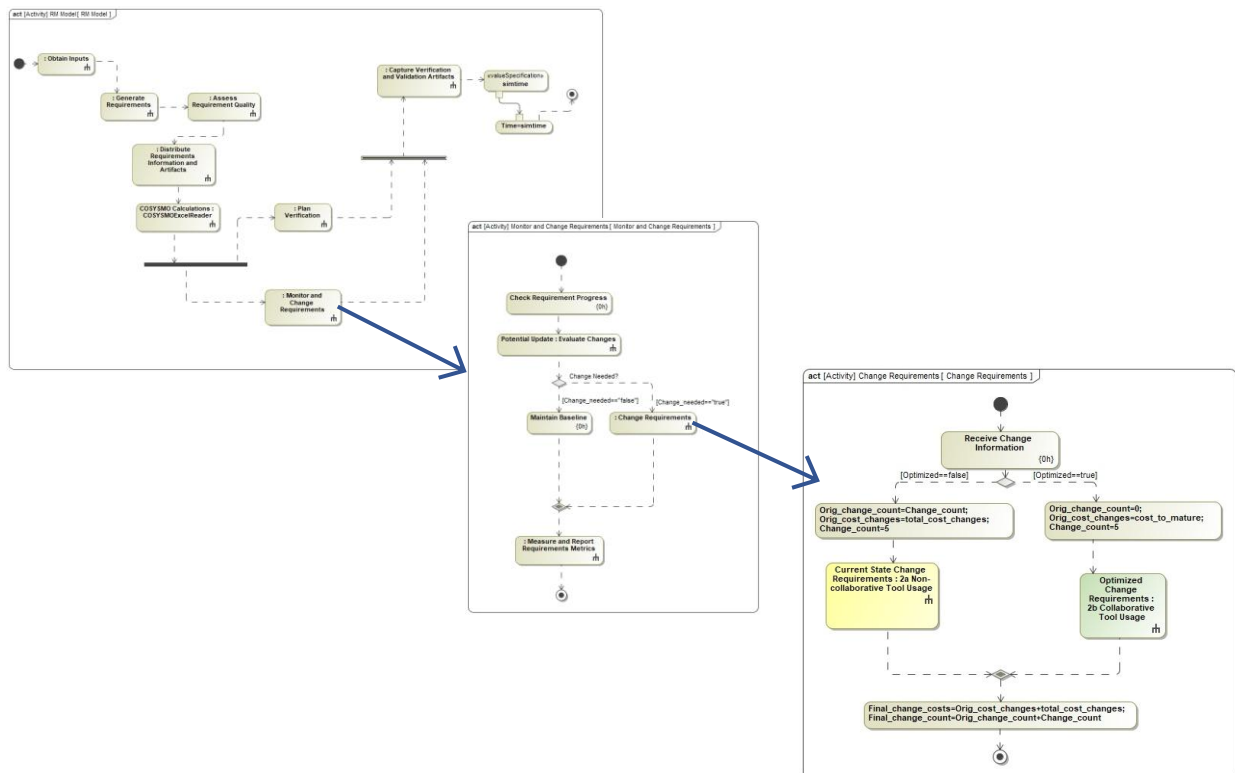 act [Activity] RM Model [ RM Model ]
: Obtain Inputs
: Generate
Requirements
: Assess
Requirement Quality
: Distribute
Requirements
Information and
Artifacts
COSYSMO Calculations :
COSYSMOExcelReader
: Plan
Verification
: Monitor and
Change
Requirements
: Capture Verification
and Validation Artifacts
«valueSpecification»
simtime
Time=simtime
act [Activity] Monitor and Change Requirements [ Monitor and Change Requirements ]
Check Requirement Progress
{0h}
Potential Update : Evaluate Changes
Change Needed?
[Change_needed=="false"]
[Change_needed=="true"]
Maintain Baseline
{0h}
: Change Requirements
: Measure and Report
Requirements Metrics
act [Activity] Change Requirements [ Change Requirements ]
Receive Change
Information
{0h}
[Optimized==false]
[Optimized==true]
Orig_change_count=Change_count;
Orig_cost_changes=total_cost_changes;
Change_count=5
Orig_change_count=0;
Orig_cost_changes=cost_to_mature;
Change_count=5
Current State Change
Requirements : 2a Non-
collaborative Tool Usage
Optimized
Change
Requirements :
2b Collaborative
Tool Usage
Final_change_costs=Orig_cost_changes+total_cost_changes;
Final_change_count=Orig_change_count+Change_count